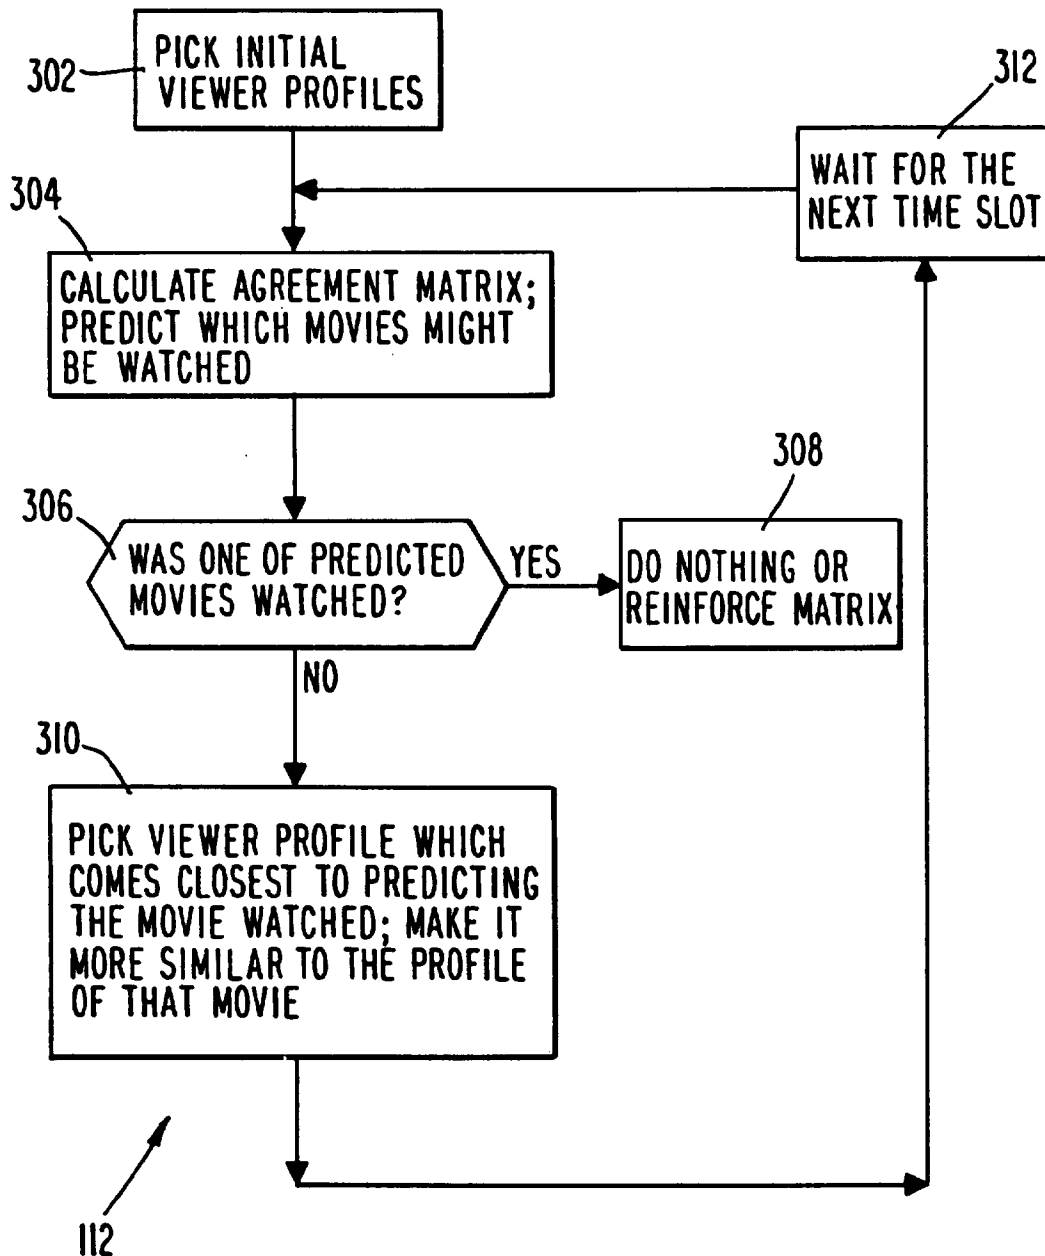 302
PICK INITIAL
VIEWER PROFILES
312
WAIT FOR THE
NEXT TIME SLOT
304
CALCULATE AGREEMENT MATRIX;
PREDICT WHICH MOVIES MIGHT
BE WATCHED
306
WAS ONE OF PREDICTED
MOVIES WATCHED?
YES
308
DO NOTHING OR
REINFORCE MATRIX
NO
310
PICK VIEWER PROFILE WHICH
COMES CLOSEST TO PREDICTING
THE MOVIE WATCHED; MAKE IT
MORE SIMILAR TO THE PROFILE
OF THAT MOVIE
112